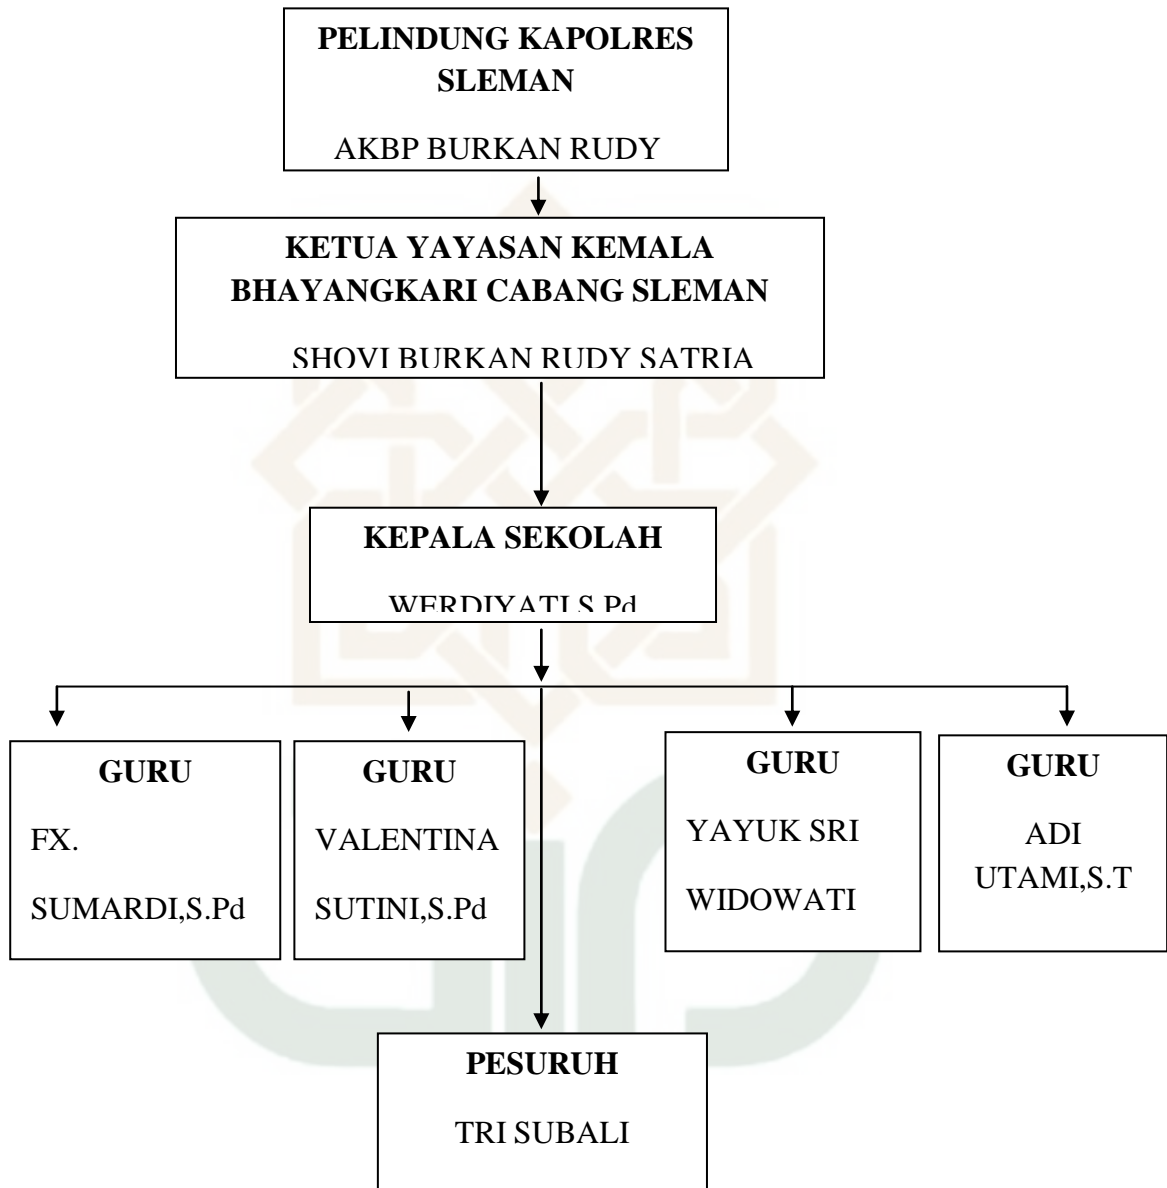 PELINDUNG KAPOLRES
SLEMAN
AKBP BURKAN RUDY
KETUA YAYASAN KEMALA
BHAYANGKARI CABANG SLEMAN
SHOVI BURKAN RUDY SATRIA
KEPALA SEKOLAH
WERDIYATI,S.Pd
GURU
FX.
SUMARDI,S.Pd
GURU
VALENTINA
SUTINI,S.Pd
GURU
YAYUK SRI
WIDOWATI
GURU
ADI
UTAMI,S.T
PESURUH
TRI SUBALI